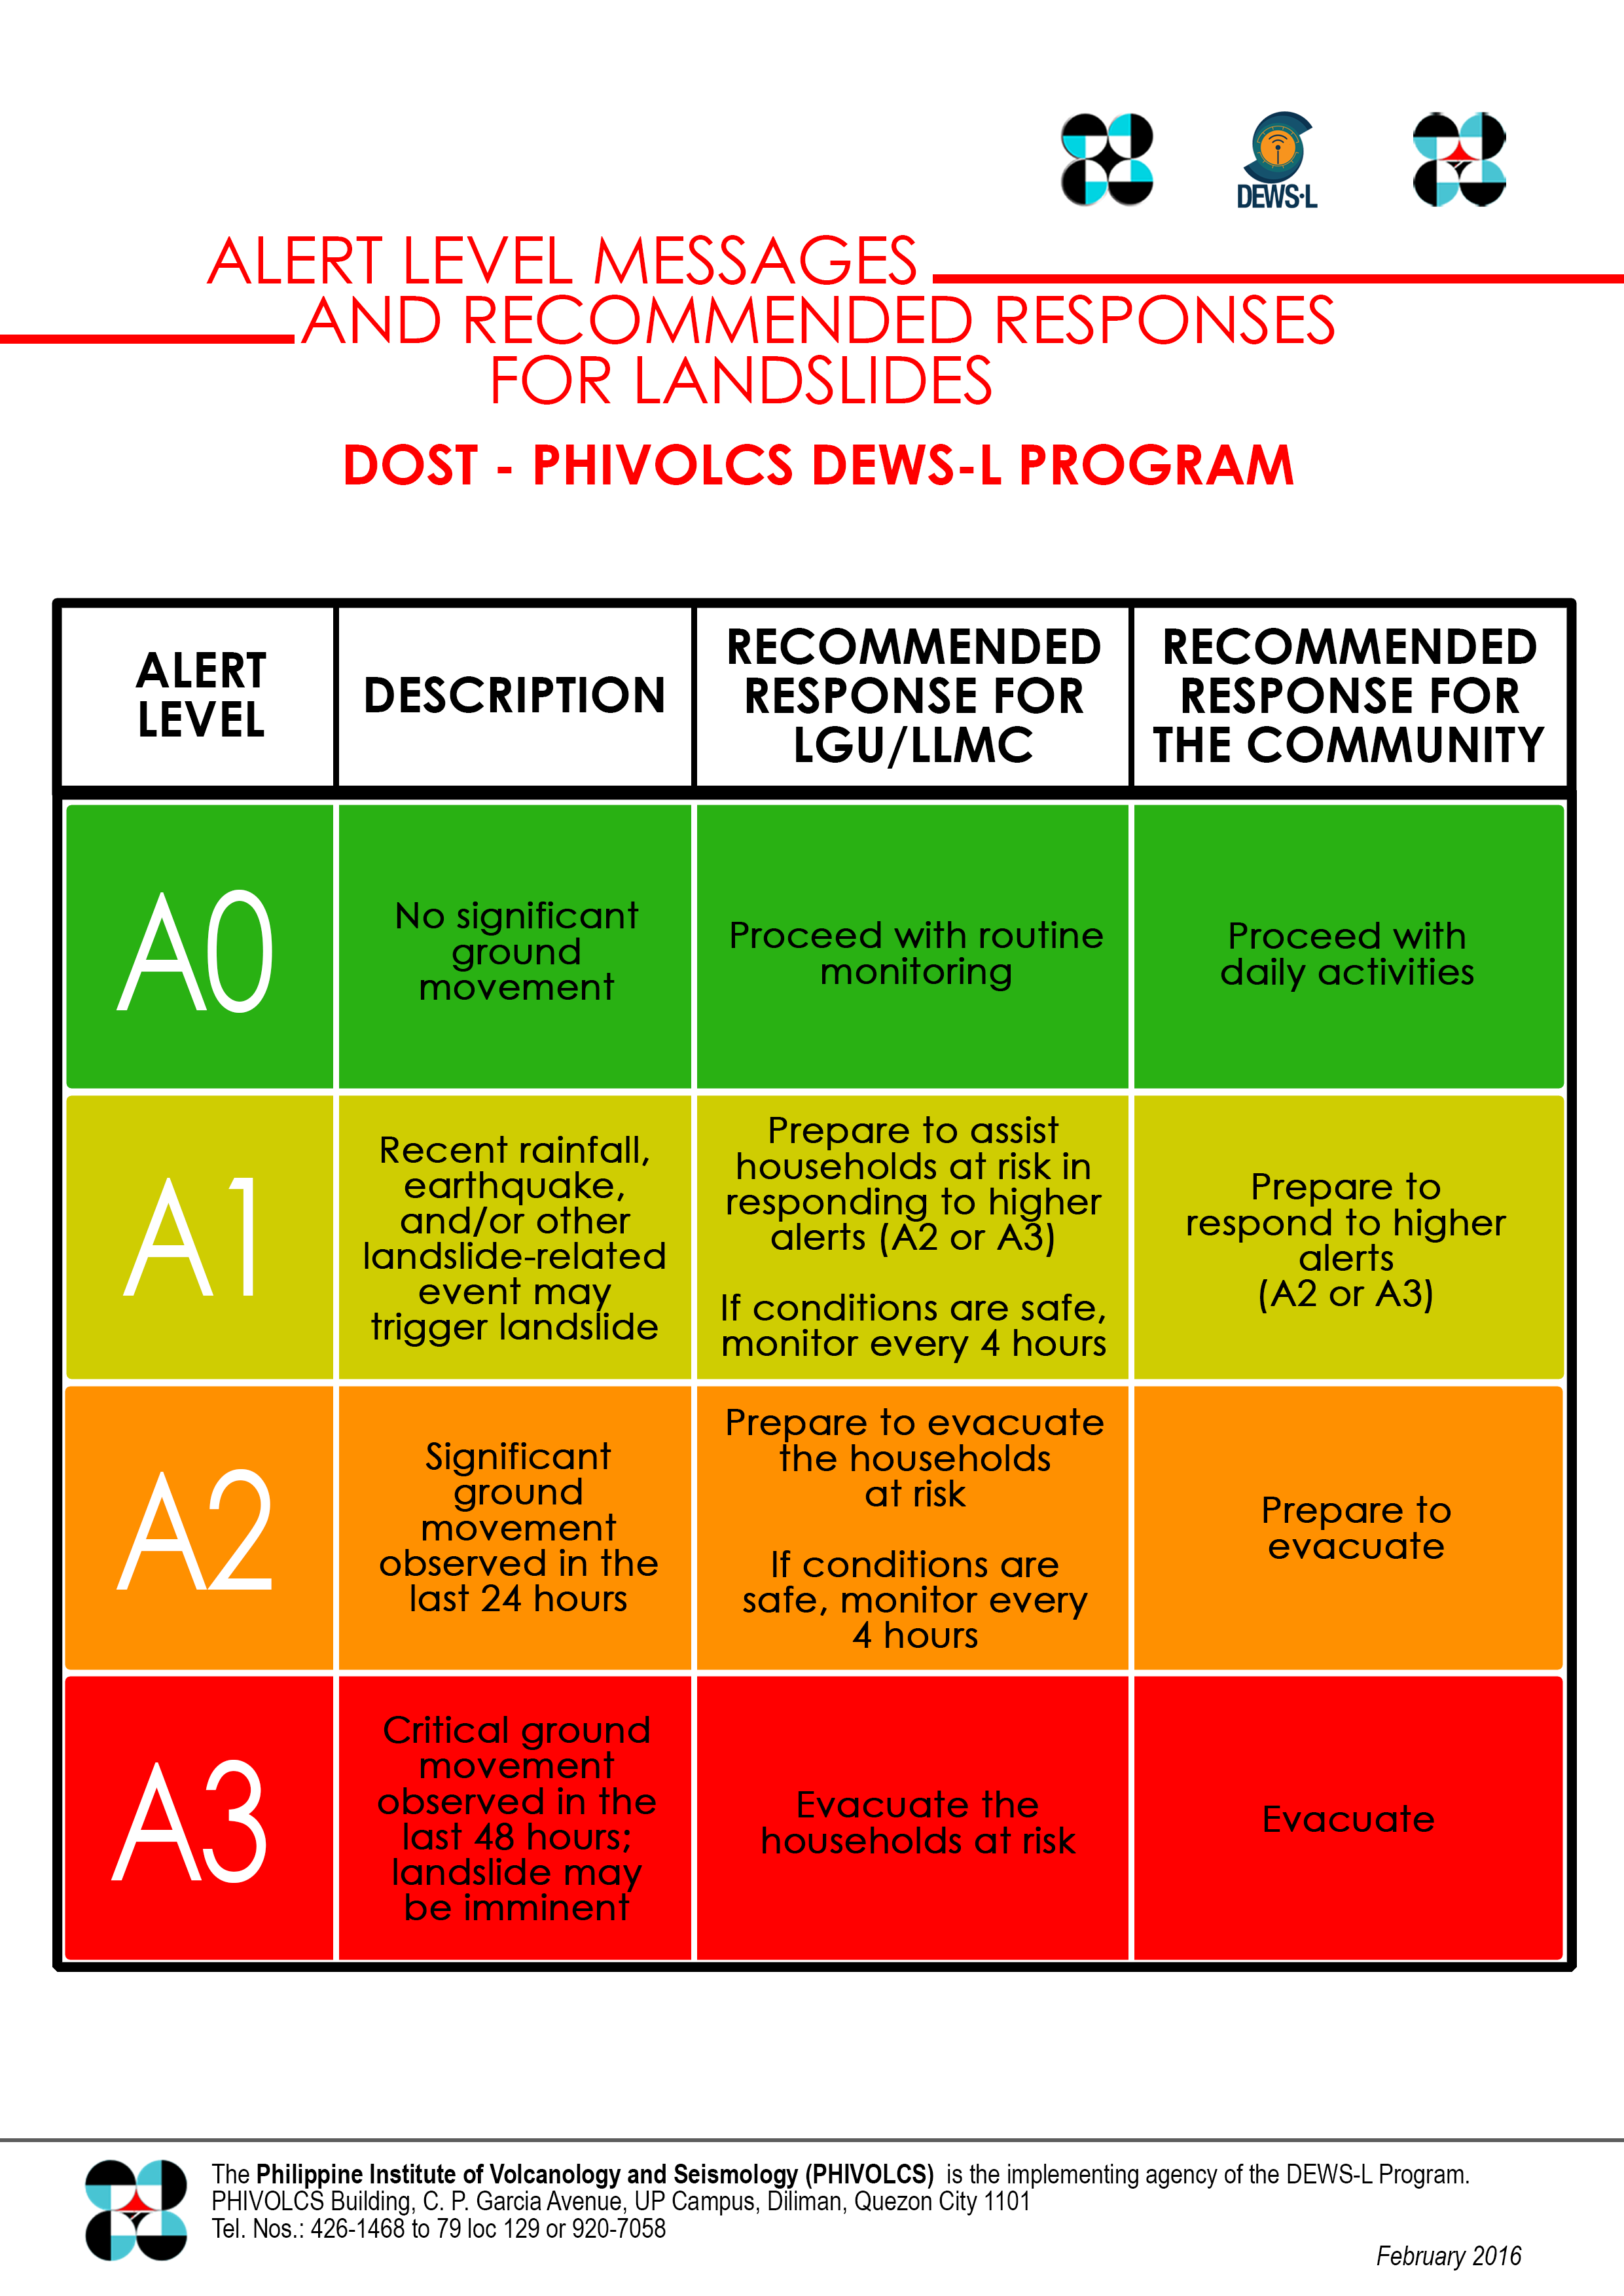 DEWS·L
ALERT LEVEL MESSAGES
AND RECOMMENDED RESPONSES
FOR LANDSLIDES
DOST - PHIVOLCS DEWS-L PROGRAM
ALERT
LEVEL
DESCRIPTION
RECOMMENDED
RESPONSE FOR
LGU/LLMC
RECOMMENDED
RESPONSE FOR
THE COMMUNITY
A0
No significant
ground
movement
Proceed with routine
monitoring
Proceed with
daily activities
A1
Recent rainfall,
earthquake,
and/or other
landslide-related
event may
trigger landslide
Prepare to assist
households at risk in
responding to higher
alerts (A2 or A3)
If conditions are safe,
monitor every 4 hours
Prepare to
respond to higher
alerts
(A2 or A3)
A2
Significant
ground
movement
observed in the
last 24 hours
Prepare to evacuate
the households
at risk
If conditions are
safe, monitor every
4 hours
Prepare to
evacuate
A3
Critical ground
movement
observed in the
last 48 hours;
landslide may
be imminent
Evacuate the
households at risk
Evacuate
The Philippine Institute of Volcanology and Seismology (PHIVOLCS) is the implementing agency of the DEWS-L Program.
PHIVOLCS Building, C. P. Garcia Avenue, UP Campus, Diliman, Quezon City 1101
Tel. Nos.: 426-1468 to 79 loc 129 or 920-7058
February 2016